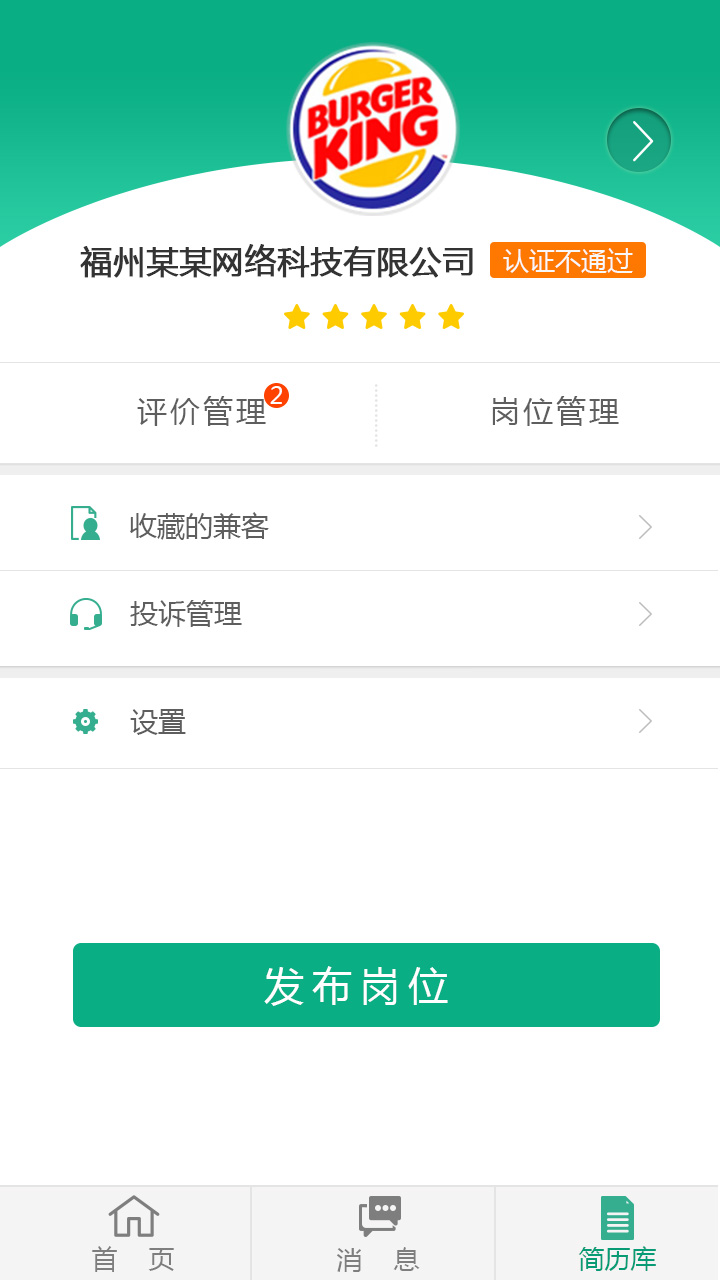 BURGER
KING
福州某某网络科技有限公司 认证不通过
评价管理 2 岗位管理
收藏的兼客
投诉管理
设置
发布岗位
首 页 消 息 简历库